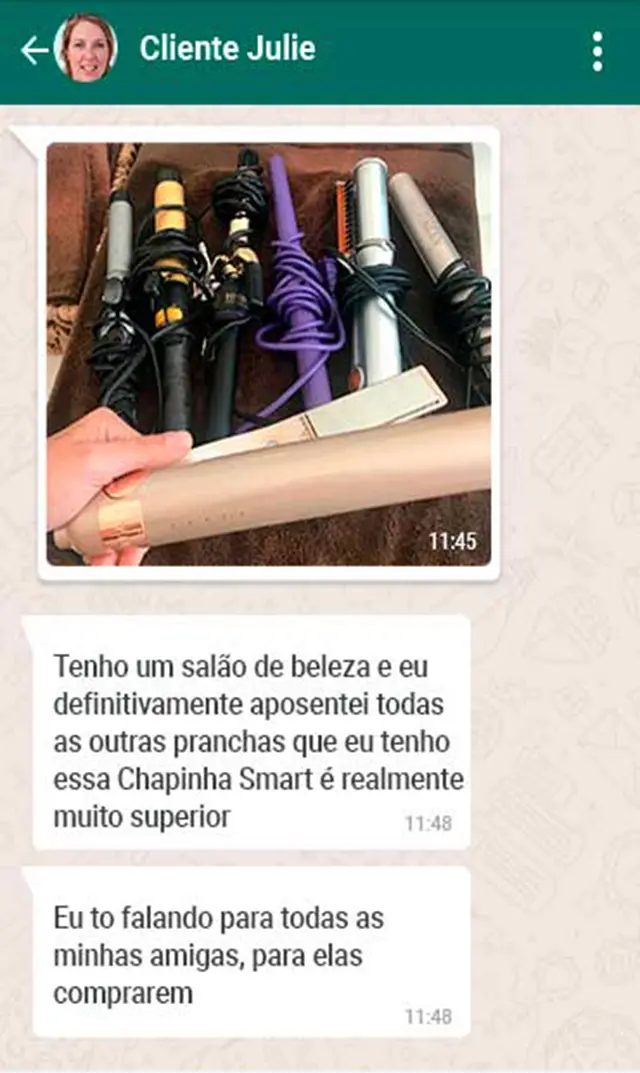 Cliente Julie
11:45
Tenho um salão de beleza e eu
definitivamente aposentei todas
as outras pranchas que eu tenho
essa Chapinha Smart é realmente
muito superior
11:48
Eu to falando para todas as
minhas amigas, para elas
comprarem
11:48